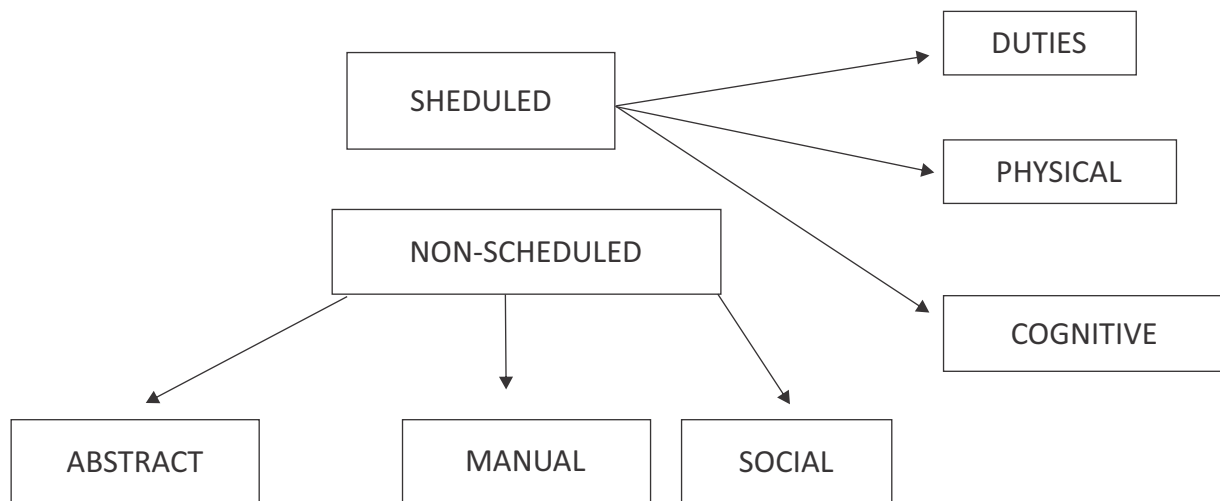 DUTIES
SHEDULED
PHYSICAL
NON-SCHEDULED
COGNITIVE
ABSTRACT
MANUAL
SOCIAL